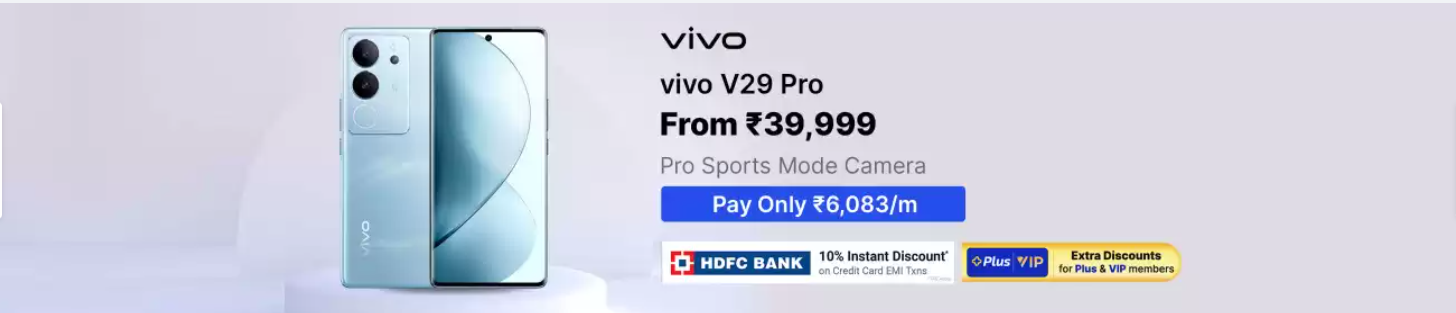 vivo
vivo
vivo V29 Pro
From ₹39,999
Pro Sports Mode Camera
Pay Only ₹6,083/m
HDFC BANK
10% Instant Discount*
on Credit Card EMI Txns
Plus VIP
Extra Discounts
for Plus & VIP members